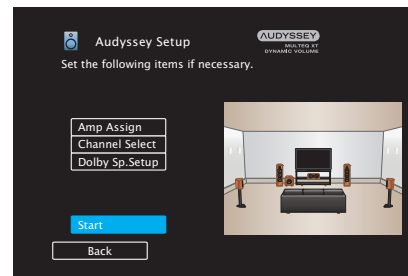 Audyssey Setup
AUDYSSEY
MULTEQ XT
DYNAMIC VOLUME
Set the following items if necessary.
Amp Assign
Channel Select
Dolby Sp.Setup
Start
Back